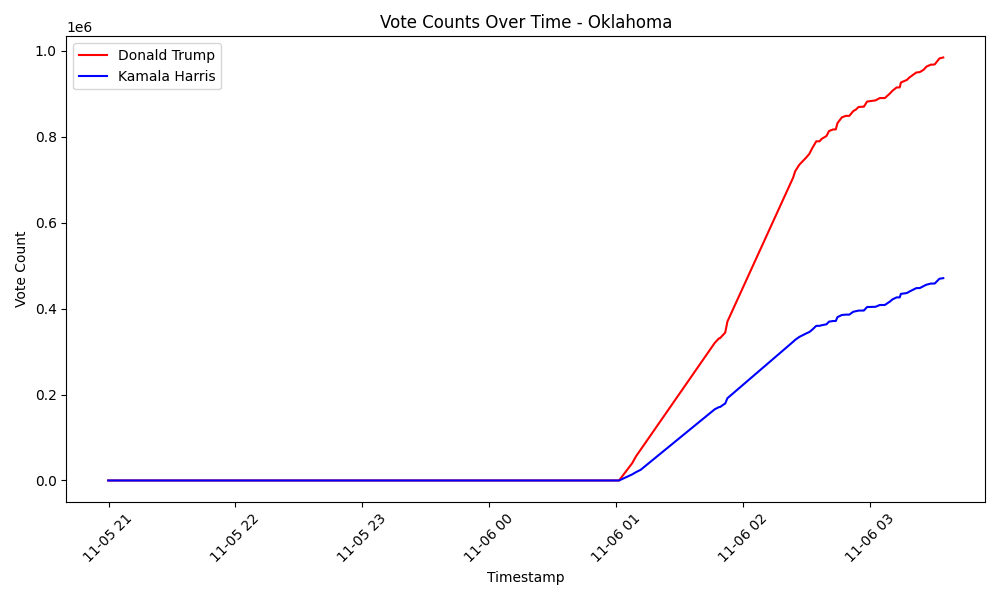 Vote Counts Over Time - Oklahoma
1e6
Donald Trump
Kamala Harris
1.0
0.8
0.6
0.4
0.2
0.0
Vote Count
11-05 21
11-05 22
11-05 23
11-06 00
11-06 01
11-06 02
11-06 03
Timestamp